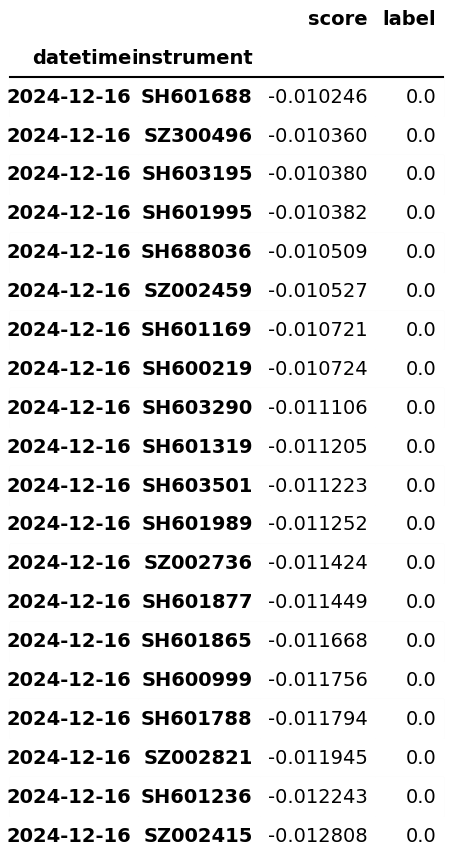 score label
datetime instrument
2024-12-16 SH601688 -0.010246 0.0
2024-12-16 SZ300496 -0.010360 0.0
2024-12-16 SH603195 -0.010380 0.0
2024-12-16 SH601995 -0.010382 0.0
2024-12-16 SH688036 -0.010509 0.0
2024-12-16 SZ002459 -0.010527 0.0
2024-12-16 SH601169 -0.010721 0.0
2024-12-16 SH600219 -0.010724 0.0
2024-12-16 SH603290 -0.011106 0.0
2024-12-16 SH601319 -0.011205 0.0
2024-12-16 SH603501 -0.011223 0.0
2024-12-16 SH601989 -0.011252 0.0
2024-12-16 SZ002736 -0.011424 0.0
2024-12-16 SH601877 -0.011449 0.0
2024-12-16 SH601865 -0.011668 0.0
2024-12-16 SH600999 -0.011756 0.0
2024-12-16 SH601788 -0.011794 0.0
2024-12-16 SZ002821 -0.011945 0.0
2024-12-16 SH601236 -0.012243 0.0
2024-12-16 SZ002415 -0.012808 0.0